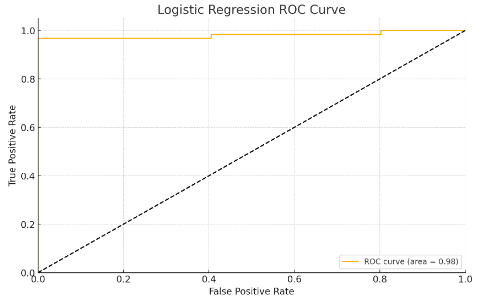 Logistic Regression ROC Curve
True Positive Rate
1.0
0.8
0.6
0.4
0.2
0.0
0.0 0.2 0.4 0.6 0.8 1.0
False Positive Rate
ROC curve (area = 0.98)